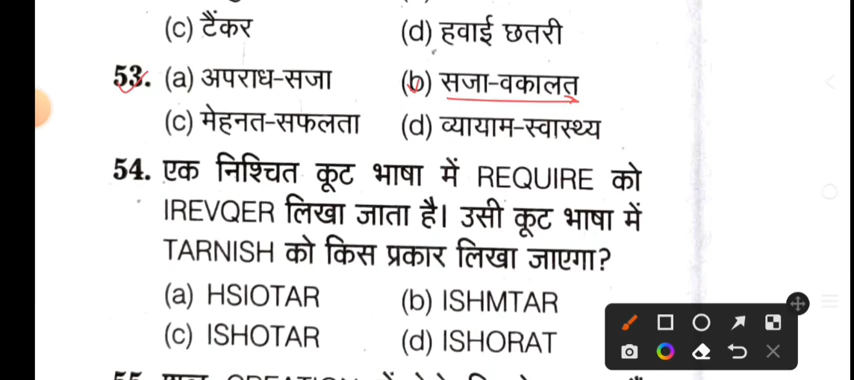 (c) टैंकर (d) हवाई छतरी
53. (a) अपराध-सजा (b) सजा-वकालत
(c) मेहनत-सफलता (d) व्यायाम-स्वास्थ्य
54. एक निश्चित कूट भाषा में REQUIRE को
IREVQER लिखा जाता है। उसी कूट भाषा में
TARNISH को किस प्रकार लिखा जाएगा?
(a) HSIOTAR (b) ISHMTAR
(c) ISHOTAR (d) ISHORAT